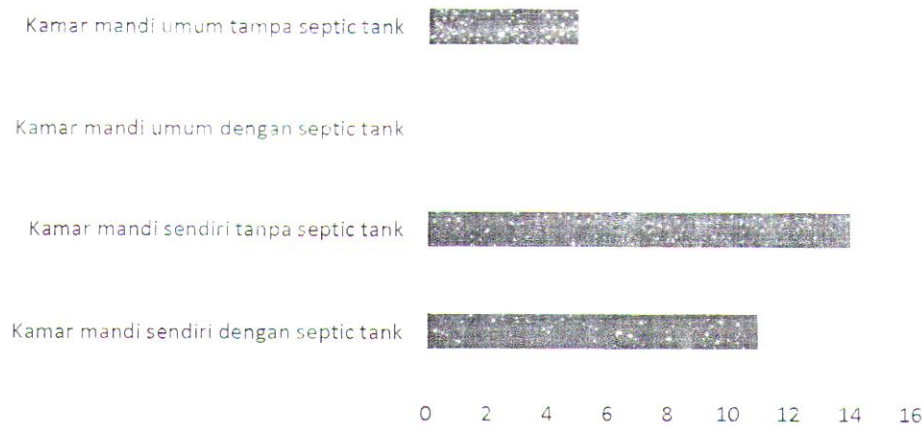 Kamar mandi umum tampa septic tank
Kamar mandi umum dengan septic tank
Kamar mandi sendiri tanpa septic tank
Kamar mandi sendiri dengan septic tank
0 2 4 6 8 10 12 14 16